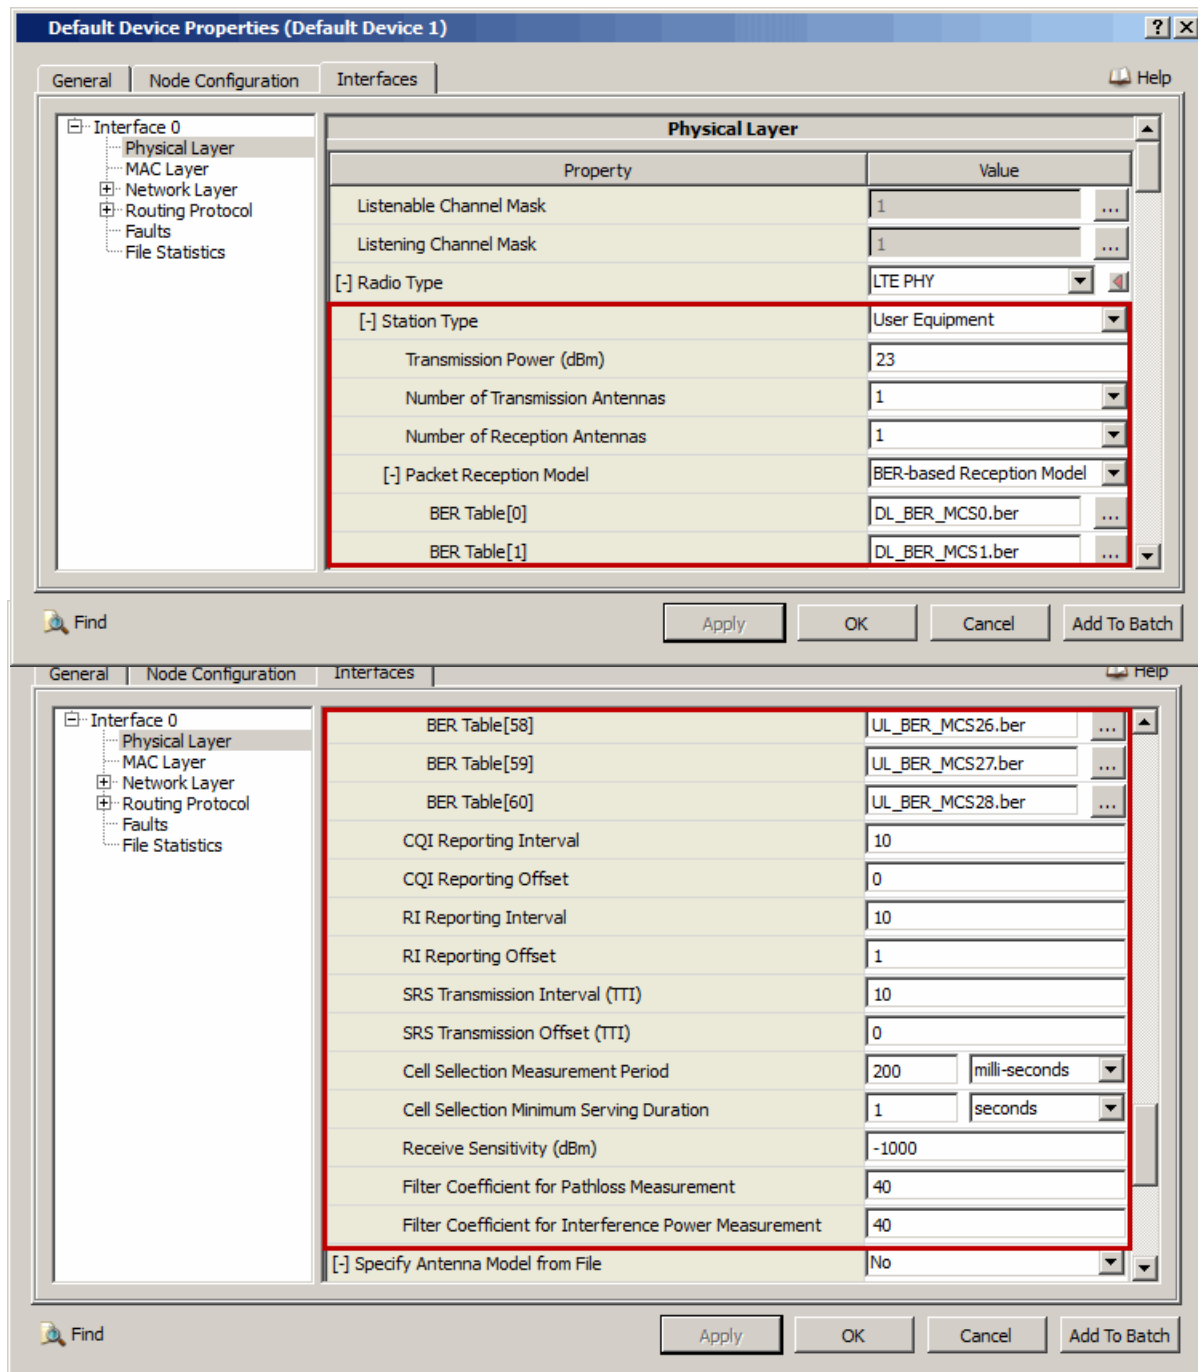 Default Device Properties (Default Device 1)
General Node Configuration Interfaces Help
Interface 0
Physical Layer
MAC Layer
Network Layer
Routing Protocol
Faults
File Statistics
Physical Layer
Property Value
Listenable Channel Mask 1 ...
Listening Channel Mask 1 ...
[-] Radio Type LTE PHY
[-] Station Type User Equipment
Transmission Power (dBm) 23
Number of Transmission Antennas 1
Number of Reception Antennas 1
[-] Packet Reception Model BER-based Reception Model
BER Table[0] DL_BER_MCS0.ber ...
BER Table[1] DL_BER_MCS1.ber ...
Find Apply OK Cancel Add To Batch
General Node Configuration Interfaces Help
Interface 0
Physical Layer
MAC Layer
Network Layer
Routing Protocol
Faults
File Statistics
BER Table[58] UL_BER_MCS26.ber ...
BER Table[59] UL_BER_MCS27.ber ...
BER Table[60] UL_BER_MCS28.ber ...
CQI Reporting Interval 10
CQI Reporting Offset 0
RI Reporting Interval 10
RI Reporting Offset 1
SRS Transmission Interval (TTI) 10
SRS Transmission Offset (TTI) 0
Cell Sellection Measurement Period 200 milli-seconds
Cell Sellection Minimum Serving Duration 1 seconds
Receive Sensitivity (dBm) -1000
Filter Coefficient for Pathloss Measurement 40
Filter Coefficient for Interference Power Measurement 40
[-] Specify Antenna Model from File No
Find Apply OK Cancel Add To Batch